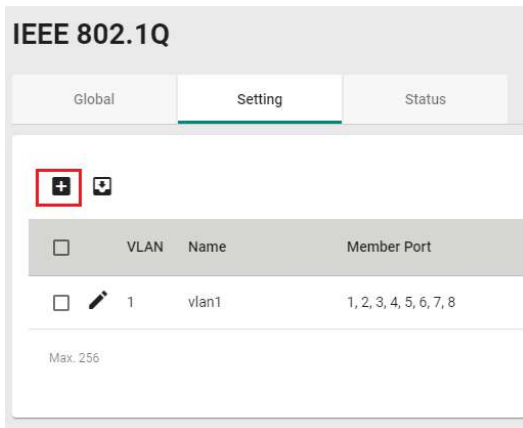 IEEE 802.1Q
Global Setting Status
VLAN Name Member Port
1 vlan1 1, 2, 3, 4, 5, 6, 7, 8
Max. 256